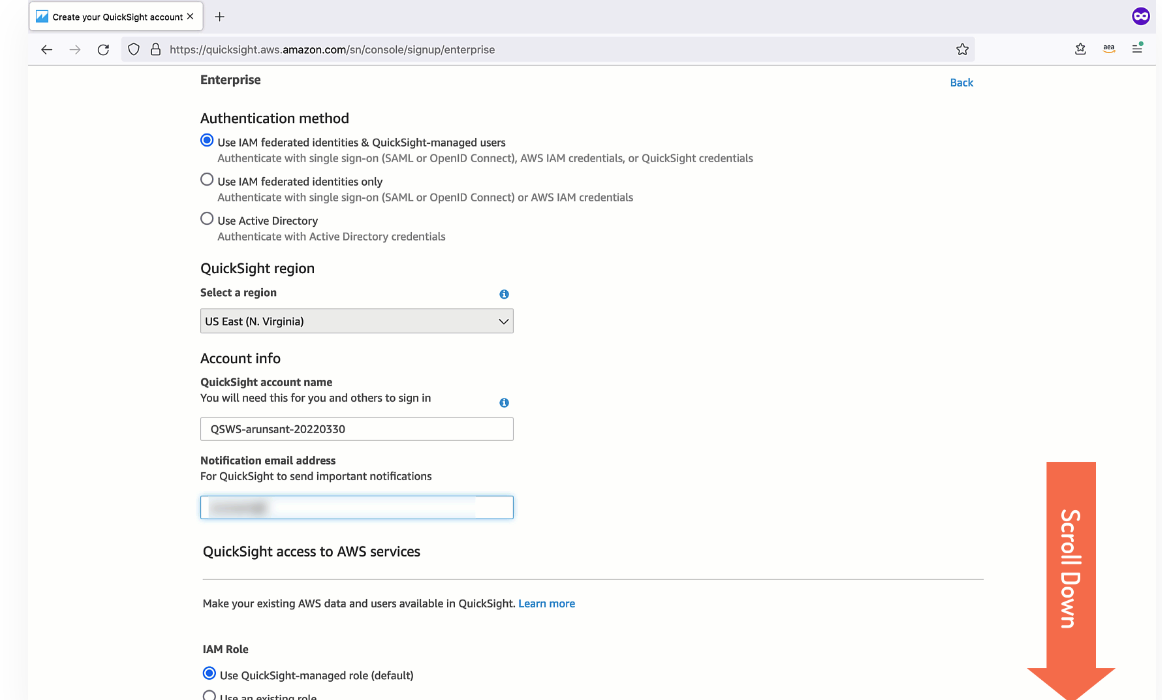 Create your QuickSight account
https://quicksight.aws.amazon.com/sn/console/signup/enterprise
aea
Enterprise
Back
Authentication method
Use IAM federated identities & QuickSight-managed users
Authenticate with single sign-on (SAML or OpenID Connect), AWS IAM credentials, or QuickSight credentials
Use IAM federated identities only
Authenticate with single sign-on (SAML or OpenID Connect) or AWS IAM credentials
Use Active Directory
Authenticate with Active Directory credentials
QuickSight region
Select a region
US East (N. Virginia)
Account info
QuickSight account name
You will need this for you and others to sign in
QSWS-arunsant-20220330
Notification email address
For QuickSight to send important notifications
QuickSight access to AWS services
Make your existing AWS data and users available in QuickSight. Learn more
IAM Role
Use QuickSight-managed role (default)
Use an existing role
Scroll Down